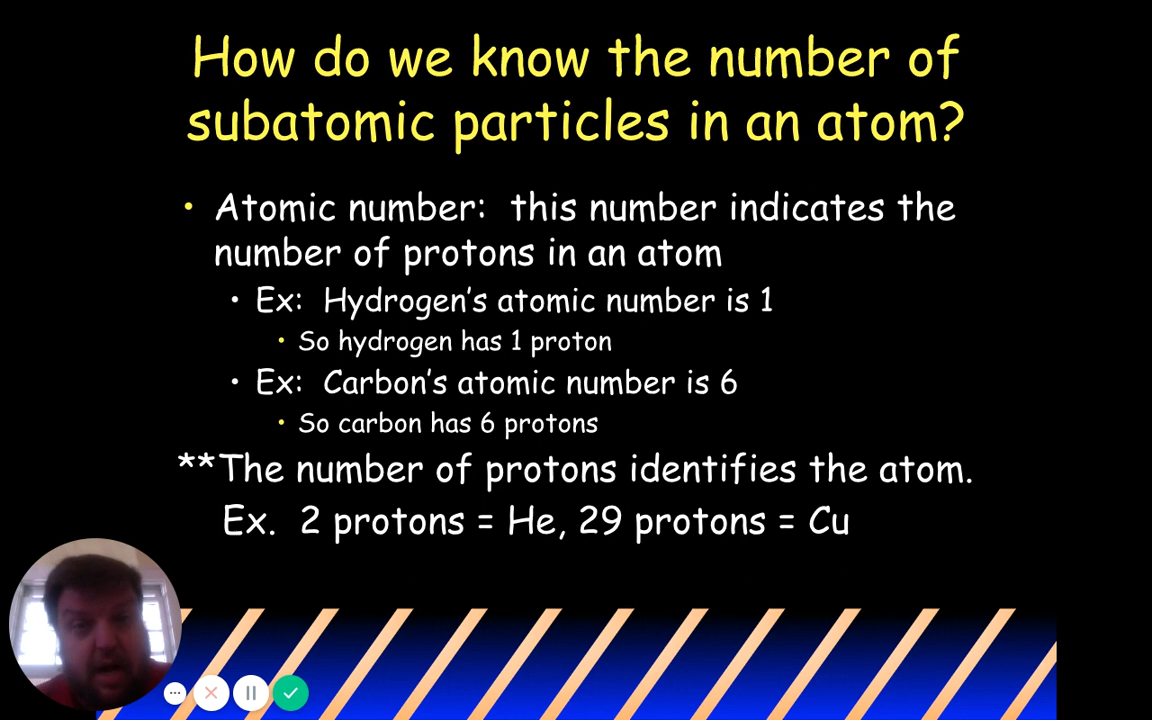 How do we know the number of
subatomic particles in an atom?
• Atomic number:  this number indicates the
number of protons in an atom
• Ex:  Hydrogen's atomic number is 1
• So hydrogen has 1 proton
• Ex:  Carbon's atomic number is 6
• So carbon has 6 protons
**The number of protons identifies the atom.
Ex.  2 protons = He, 29 protons = Cu